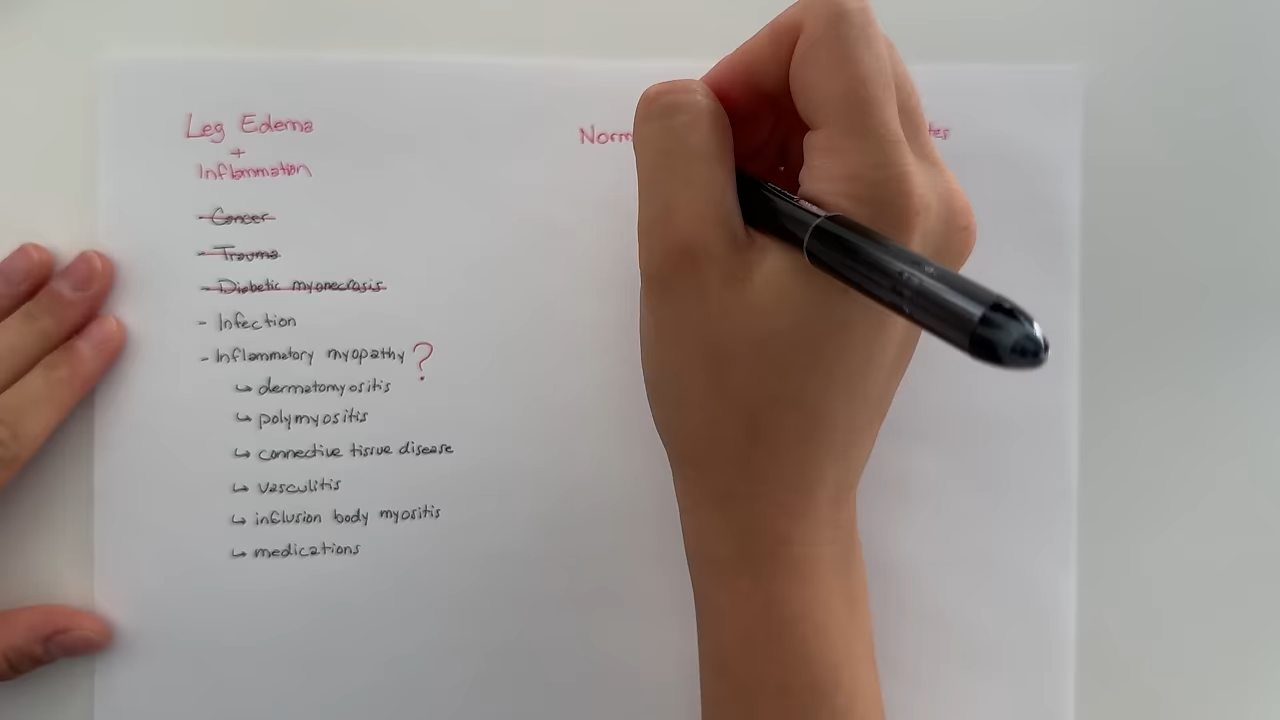 Leg Edema
+
Inflammation
- Cancer
- Trauma
- Diabetic myonecrosis
- Infection
- Inflammatory myopathy ?
↳ dermatomyositis
↳ polymyositis
↳ connective tissue disease
↳ vasculitis
↳ inclusion body myositis
↳ medications